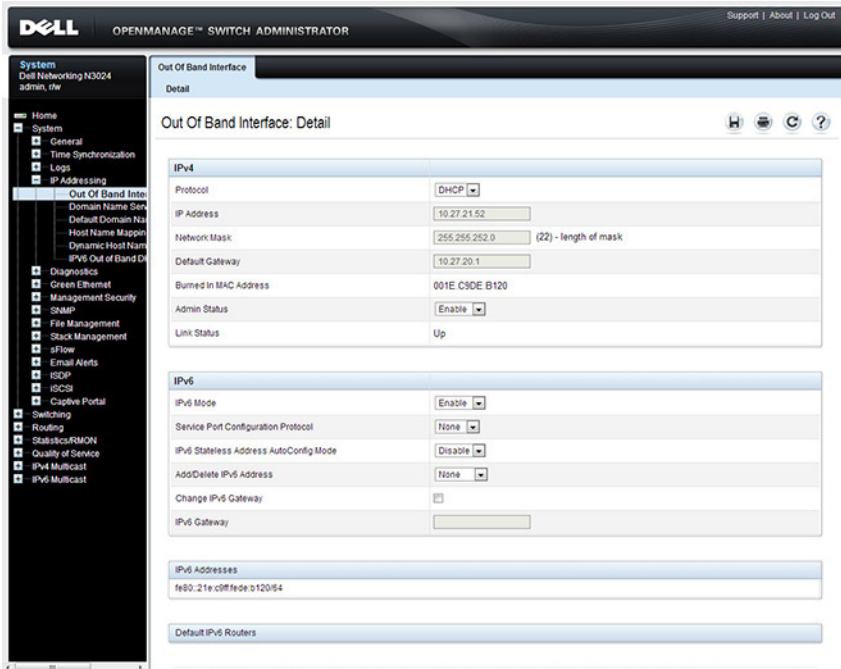 Support | About | Log Out
DELL
OPENMANAGE™ SWITCH ADMINISTRATOR
System
Dell Networking N3024
admin, r/w
Home
System
General
Time Synchronization
Logs
IP Addressing
Out Of Band Inte
Domain Name Serv
Default Domain Na
Host Name Mappin
Dynamic Host Nam
IPV6 Out of Band D
Diagnostics
Green Ethernet
Management Security
SNMP
File Management
Stack Management
sFlow
Email Alerts
ISDP
iSCSI
Captive Portal
Switching
Routing
Statistics/RMON
Quality of Service
IPv4 Multicast
IPv6 Multicast
Out Of Band Interface
Detail
Out Of Band Interface: Detail
IPv4
Protocol DHCP
IP Address 10.27.21.52
Network Mask 255.255.252.0 (22) - length of mask
Default Gateway 10.27.20.1
Burned In MAC Address 001E.C9DE.B120
Admin Status Enable
Link Status Up
IPv6
IPv6 Mode Enable
Service Port Configuration Protocol None
IPv6 Stateless Address AutoConfig Mode Disable
Add/Delete IPv6 Address None
Change IPv6 Gateway
IPv6 Gateway
IPv6 Addresses
fe80::21e:c9ff:fede:b120/64
Default IPv6 Routers